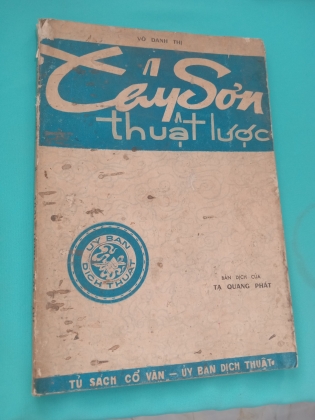 VÔ DANH THỊ
Tây Sơn
thuật lược
ỦY BAN
DỊCH THUẬT
BẢN DỊCH CỦA
TẠ QUANG PHÁT
TỦ SÁCH CỔ VĂN – ỦY BAN DỊCH THUẬT